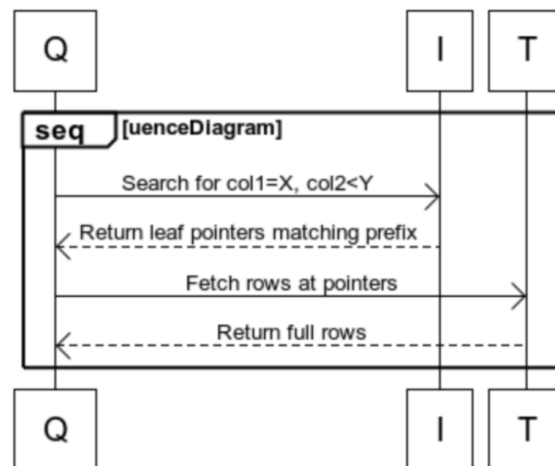 Q I T
seq [uenceDiagram]
Search for col1=X, col2<Y
Return leaf pointers matching prefix
Fetch rows at pointers
Return full rows
Q I T